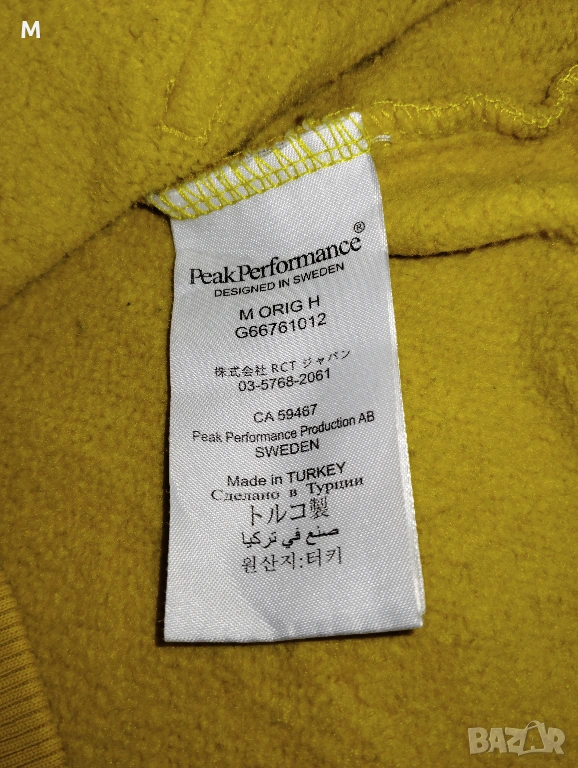 M
PeakPerformance®
DESIGNED IN SWEDEN
M ORIG H
G66761012
株式会社 RCT ジャパン
03-5768-2061
CA 59467
Peak Performance Production AB
SWEDEN
Made in TURKEY
Сделано в Турции
トルコ製
صنع في تركيا
원산지:터키
BAZAR